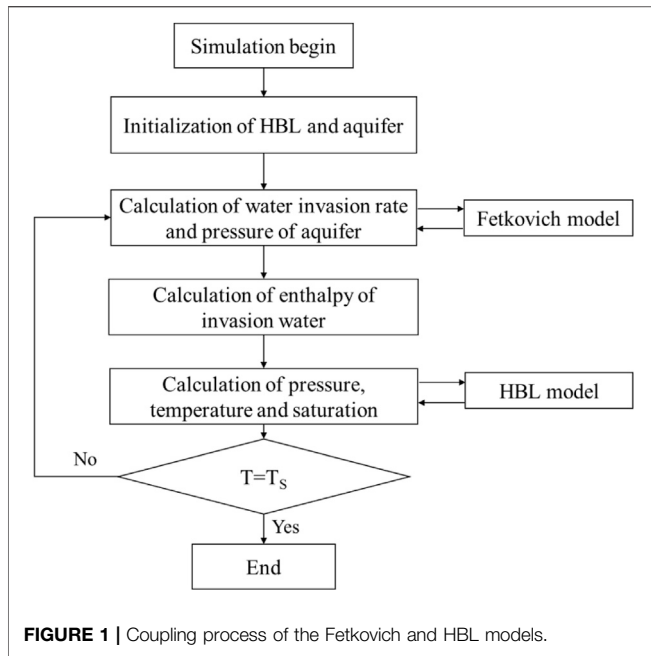 Simulation begin
Initialization of HBL and aquifer
Calculation of water invasion rate
and pressure of aquifer
Fetkovich model
Calculation of enthalpy of
invasion water
Calculation of pressure,
temperature and saturation
HBL model
No
T=TS
Yes
End
FIGURE 1 | Coupling process of the Fetkovich and HBL models.